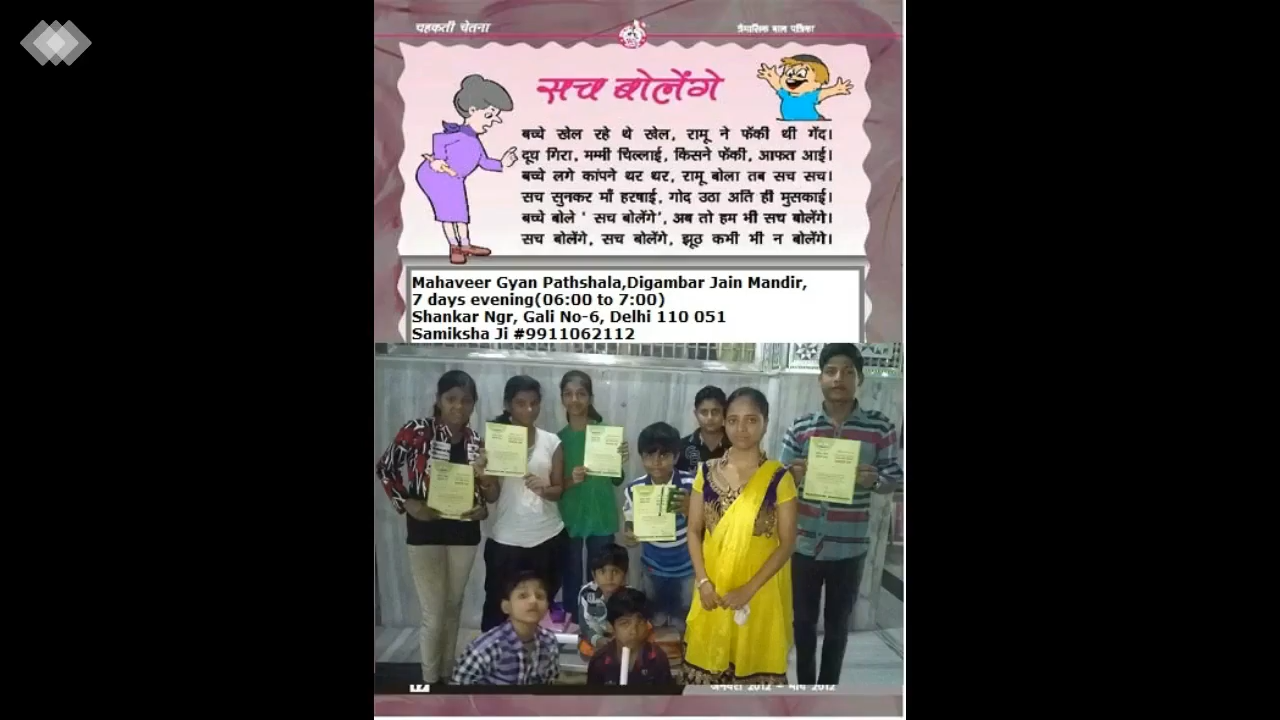 चहकती चेतना
त्रैमासिक बाल पत्रिका
सच बोलेंगे
बच्चे खेल रहे थे खेल, रामू ने फेंकी थी गेंद।
दूध गिरा, मम्मी चिल्लाई, किसने फेंकी, आफत आई।
बच्चे लगे कांपने थर थर, रामू बोला तब सच सच।
सच सुनकर माँ हरषाई, गोद उठा अति ही मुसकाई।
बच्चे बोले ' सच बोलेंगे', अब तो हम भी सच बोलेंगे।
सच बोलेंगे, सच बोलेंगे, झूठ कभी भी न बोलेंगे।
Mahaveer Gyan Pathshala,Digambar Jain Mandir,
7 days evening(06:00 to 7:00)
Shankar Ngr, Gali No-6, Delhi 110 051
Samiksha Ji #9911062112
जनवरी 2012 - मार्च 2012